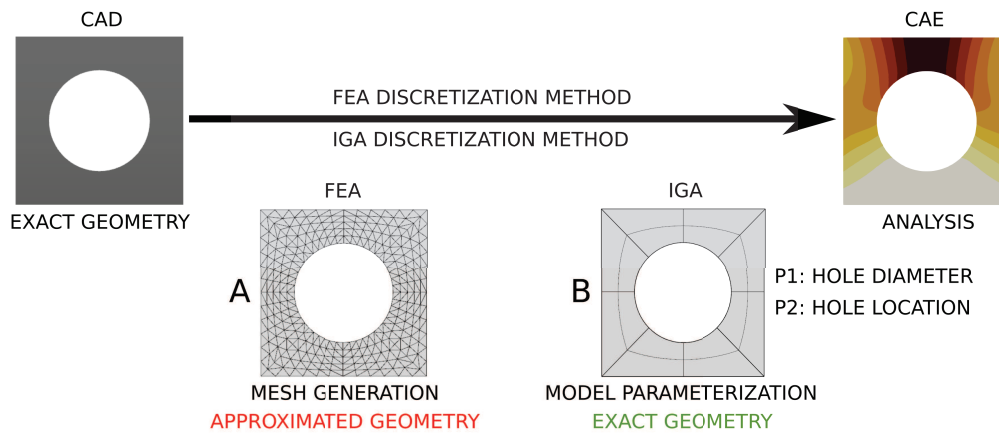 CAD
CAE
FEA DISCRETIZATION METHOD
IGA DISCRETIZATION METHOD
EXACT GEOMETRY
ANALYSIS
FEA
IGA
A
B
P1: HOLE DIAMETER
P2: HOLE LOCATION
MESH GENERATION
MODEL PARAMETERIZATION
APPROXIMATED GEOMETRY
EXACT GEOMETRY